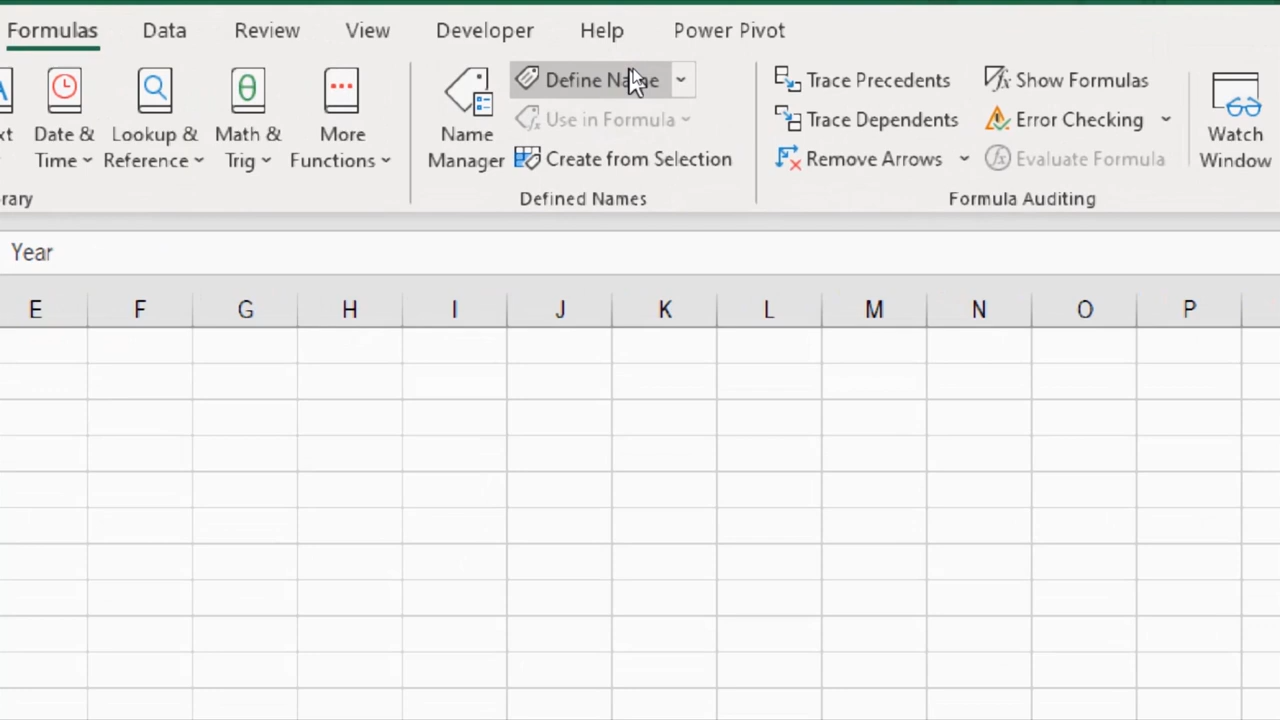 Formulas Data Review View Developer Help Power Pivot
Define Name Trace Precedents Show Formulas
Date & Lookup & Math & More Name Use in Formula Trace Dependents Error Checking Watch
Time Reference Trig Functions Manager Create from Selection Remove Arrows Evaluate Formula Window
Defined Names Formula Auditing
Year
E F G H I J K L M N O P